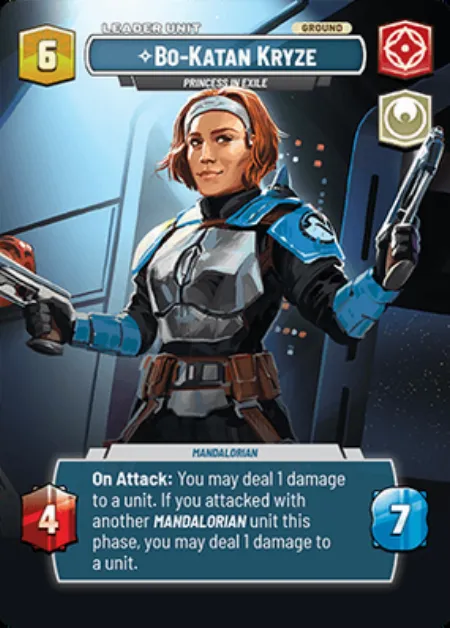 LEADER UNIT
GROUND
6
BO-KATAN KRYZE
PRINCESS IN EXILE
MANDALORIAN
On Attack: You may deal 1 damage
to a unit. If you attacked with
another MANDALORIAN unit this
phase, you may deal 1 damage to
a unit.
4
7